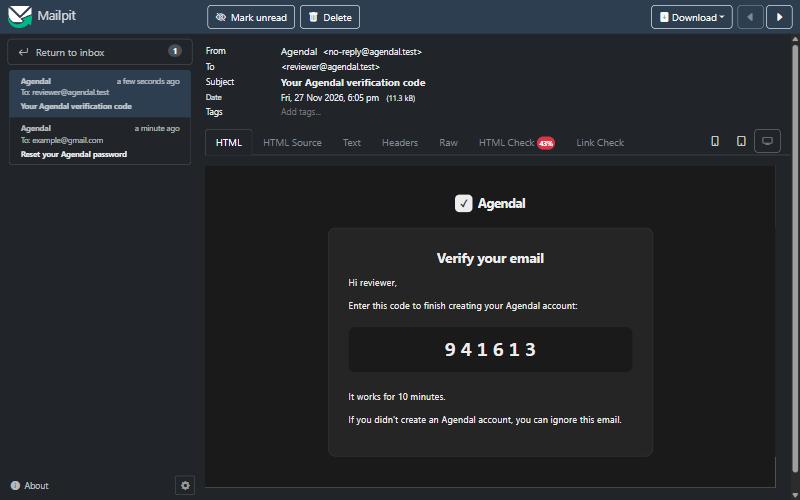 Mailpit
Mark unread
Delete
Download
Return to inbox
1
Agendal
a few seconds ago
To: reviewer@agendal.test
Your Agendal verification code
Agendal
a minute ago
To: example@gmail.com
Reset your Agendal password
About
From Agendal <no-reply@agendal.test>
To <reviewer@agendal.test>
Subject Your Agendal verification code
Date Fri, 27 Nov 2026, 6:05 pm (11.3 kB)
Tags Add tags...
HTML HTML Source Text Headers Raw HTML Check 43% Link Check
✓ Agendal
Verify your email
Hi reviewer,
Enter this code to finish creating your Agendal account:
941613
It works for 10 minutes.
If you didn't create an Agendal account, you can ignore this email.